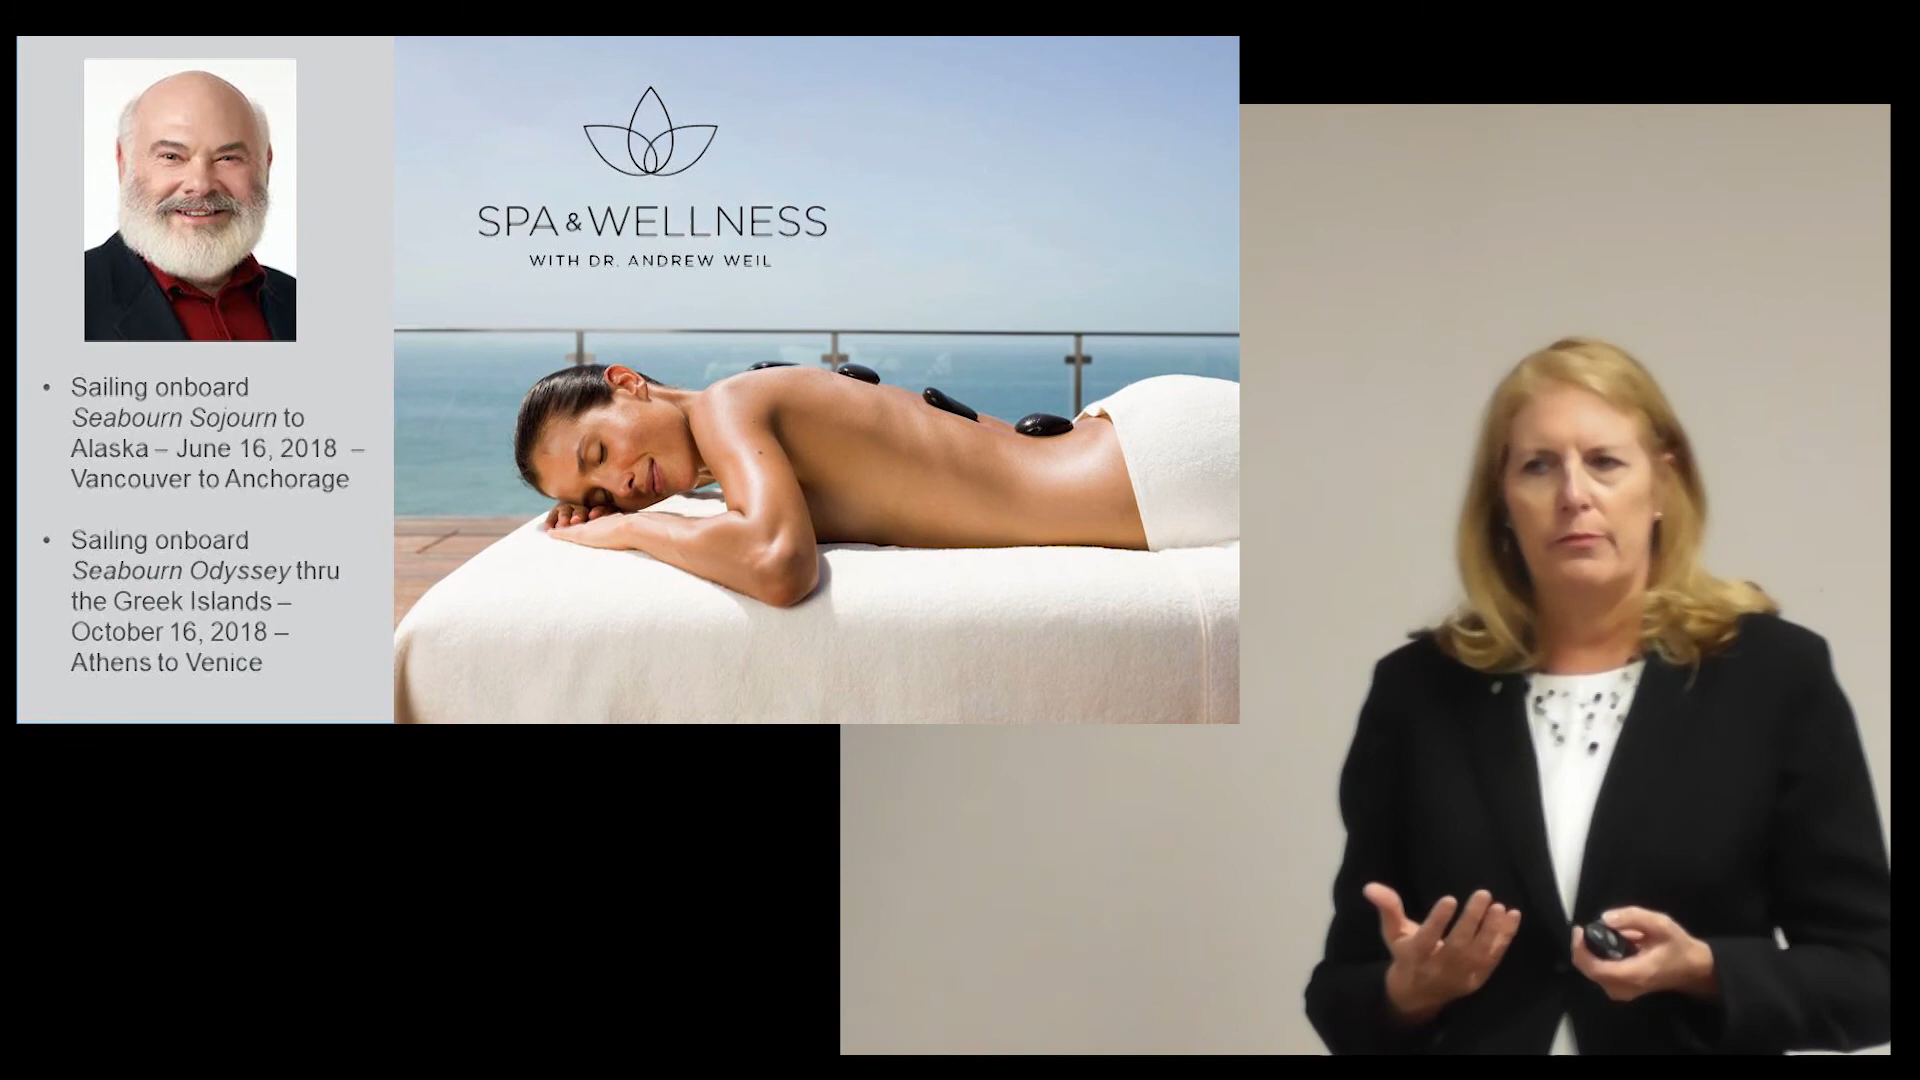 SPA & WELLNESS
WITH DR. ANDREW WEIL
• Sailing onboard
Seabourn Sojourn to
Alaska – June 16, 2018 –
Vancouver to Anchorage
• Sailing onboard
Seabourn Odyssey thru
the Greek Islands –
October 16, 2018 –
Athens to Venice